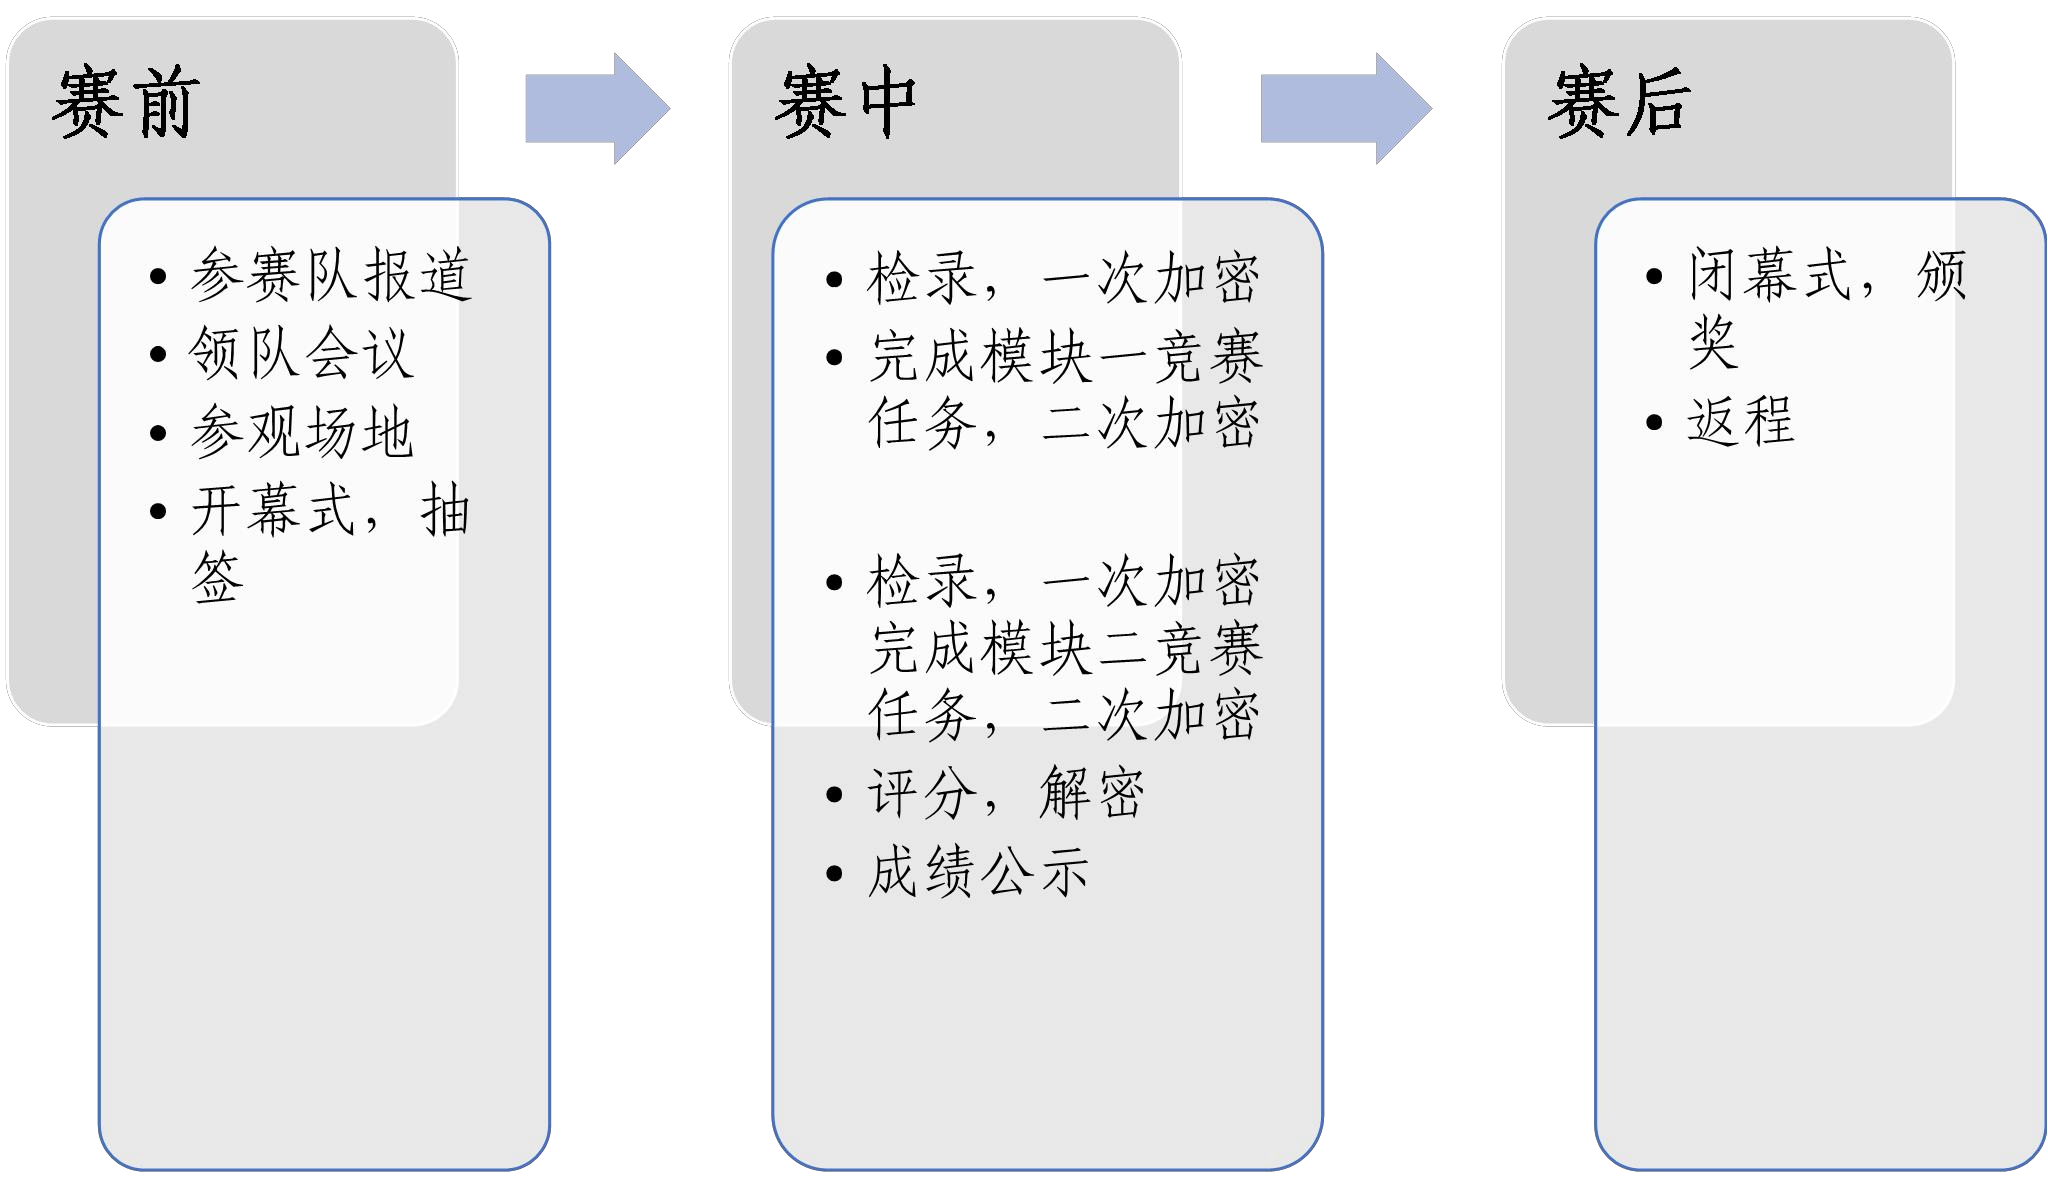 赛前
• 参赛队报道
• 领队会议
• 参观场地
• 开幕式，抽
签
赛中
• 检录，一次加密
• 完成模块一竞赛
任务，二次加密
• 检录，一次加密
完成模块二竞赛
任务，二次加密
• 评分，解密
• 成绩公示
赛后
• 闭幕式，颁
奖
• 返程